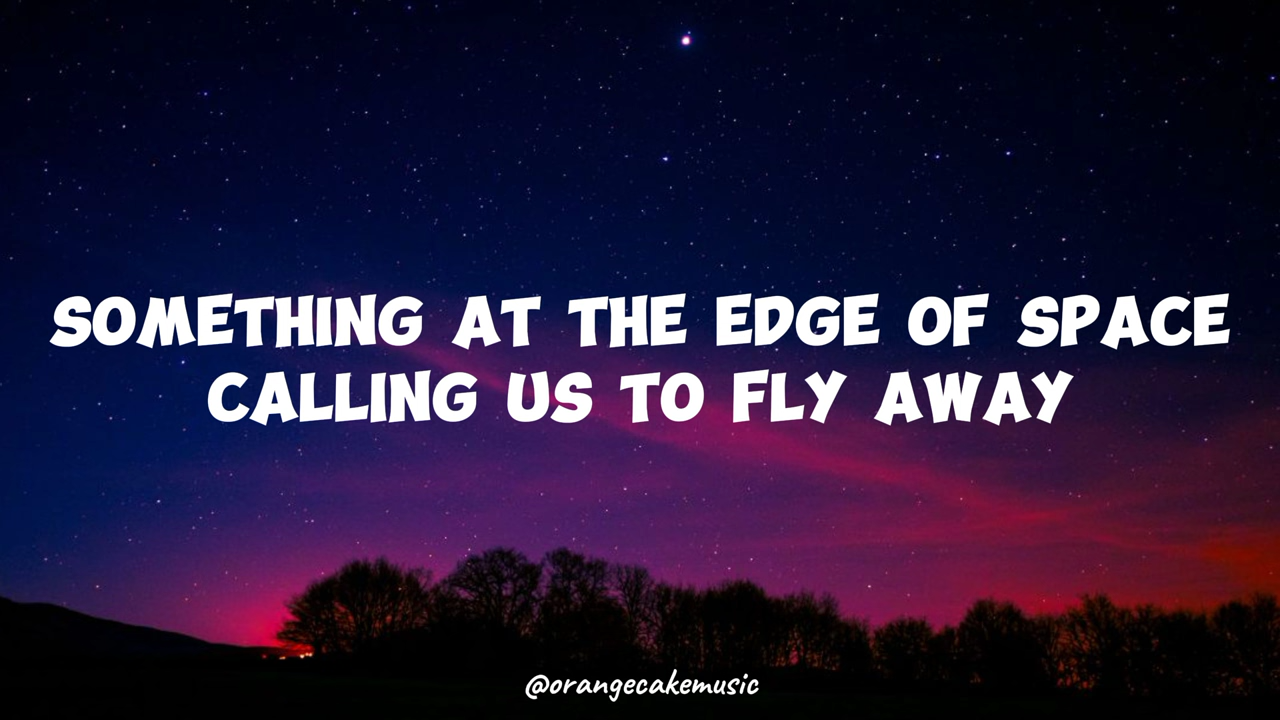 SOMETHING AT THE EDGE OF SPACE
CALLING US TO FLY AWAY
@orangecakemusic